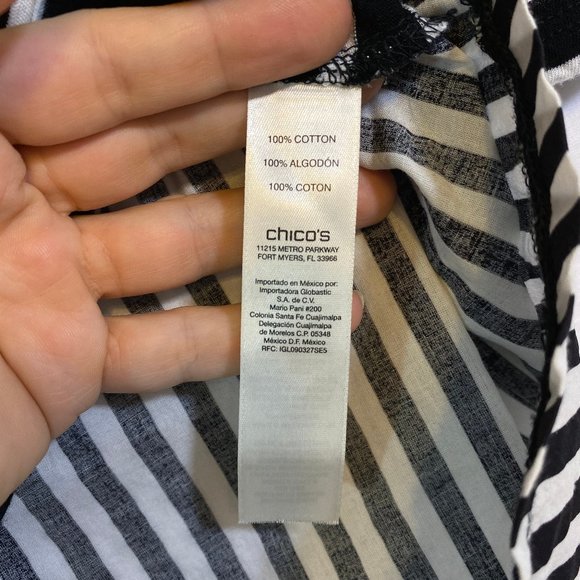 100% COTTON
100% ALGODÓN
100% COTON
chico's
11215 METRO PARKWAY
FORT MYERS, FL 33966
Importado en México por:
Importadora Globastic
S.A. de C.V.
Mario Pani #200
Colonia Santa Fe Cuajimalpa
Delegación Cuajimalpa
de Morelos C.P. 05348
México D.F. México
RFC: IGL090327SE5